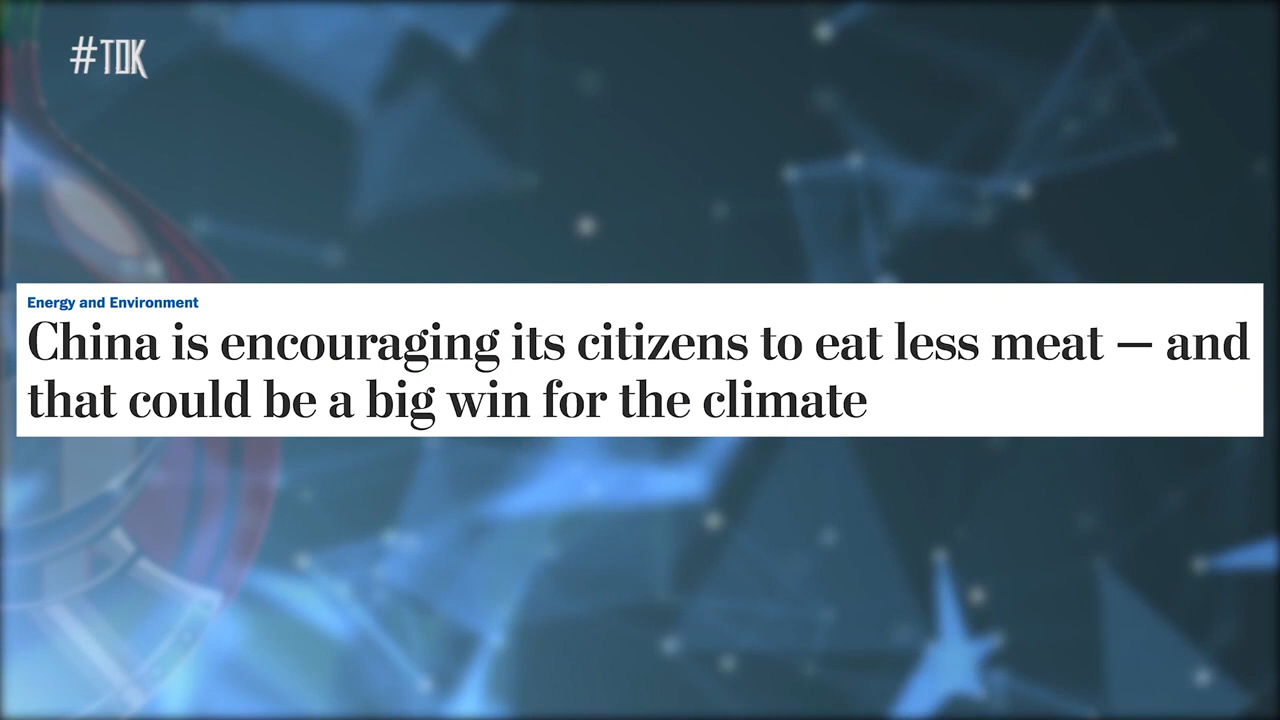 #TOK
Energy and Environment
China is encouraging its citizens to eat less meat — and
that could be a big win for the climate